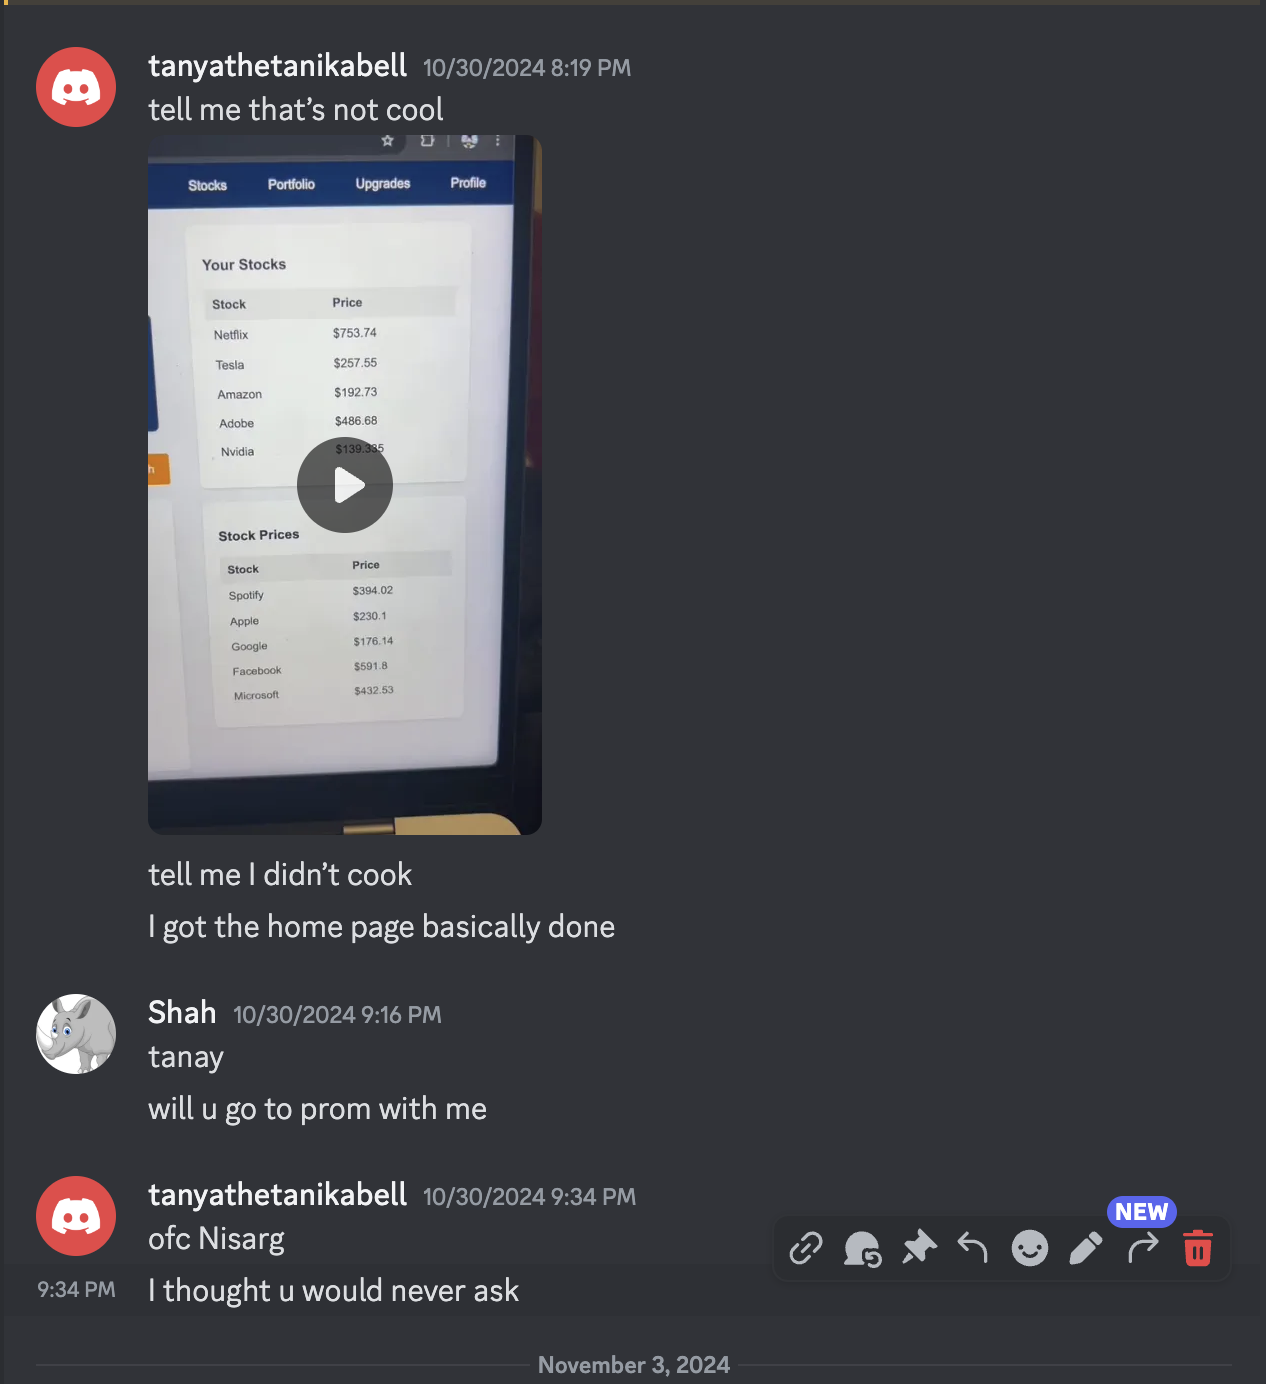 tanyathetanikabell 10/30/2024 8:19 PM
tell me that’s not cool
Stocks Portfolio Upgrades Profile
Your Stocks
Stock Price
Netflix $753.74
Tesla $257.55
Amazon $192.73
Adobe $486.68
Nvidia $139.335
h
Stock Prices
Stock Price
Spotify $394.02
Apple $230.1
Google $176.14
Facebook $591.8
Microsoft $432.53
tell me I didn’t cook
I got the home page basically done
Shah 10/30/2024 9:16 PM
tanay
will u go to prom with me
tanyathetanikabell 10/30/2024 9:34 PM
NEW
ofc Nisarg
9:34 PM I thought u would never ask
November 3, 2024